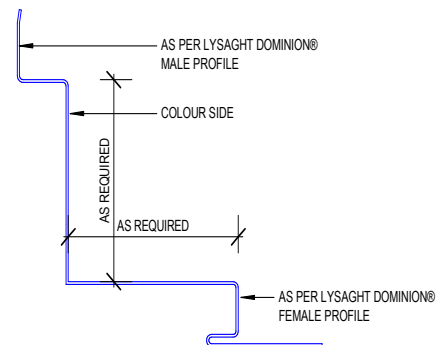 AS PER LYSAGHT DOMINION®
MALE PROFILE
COLOUR SIDE
AS REQUIRED
AS REQUIRED
AS PER LYSAGHT DOMINION®
FEMALE PROFILE